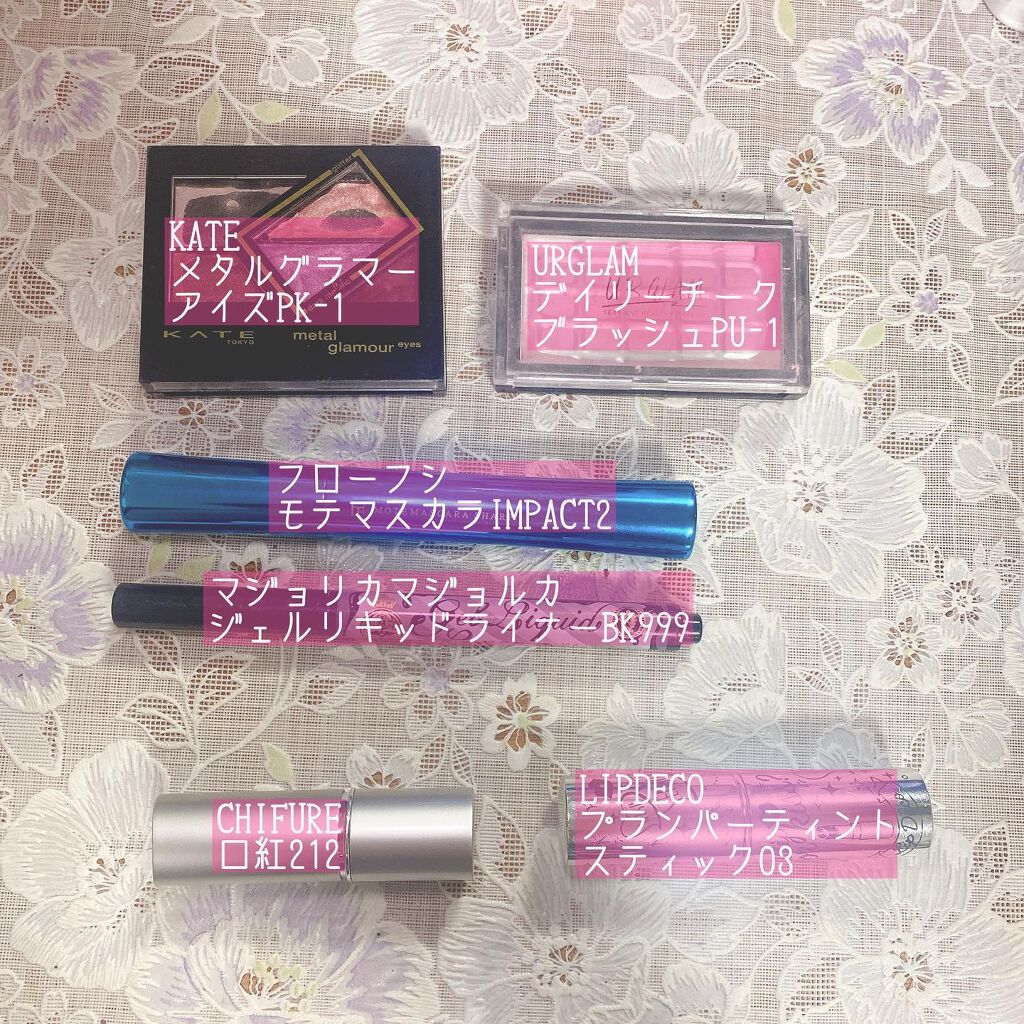 glitter
KATE
メタルグラマー
アイズPK-1
KATE
TOKYO
metal
glamour eyes
URGLAM
デイリーチーク
ブラッシュPU-1
URGLAM
フローフシ
モテマスカラIMPACT2
マジョリカマジョルカ
ジェルリキッドライナーBK999
Gel Liquid
CHIFURE
口紅212
LIPDECO
プランパーティント
スティック03